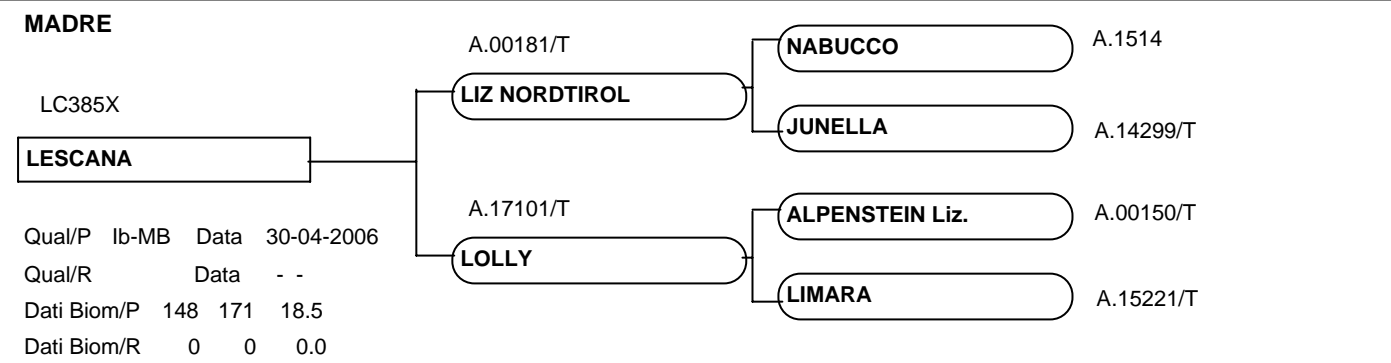 MADRE
A.00181/T
NABUCCO
A.1514
LC385X
LIZ NORDTIROL
JUNELLA
A.14299/T
LESCANA
A.17101/T
ALPENSTEIN Liz.
A.00150/T
Qual/P Ib-MB Data 30-04-2006
LOLLY
Qual/R Data - -
LIMARA
A.15221/T
Dati Biom/P 148 171 18.5
Dati Biom/R 0 0 0.0